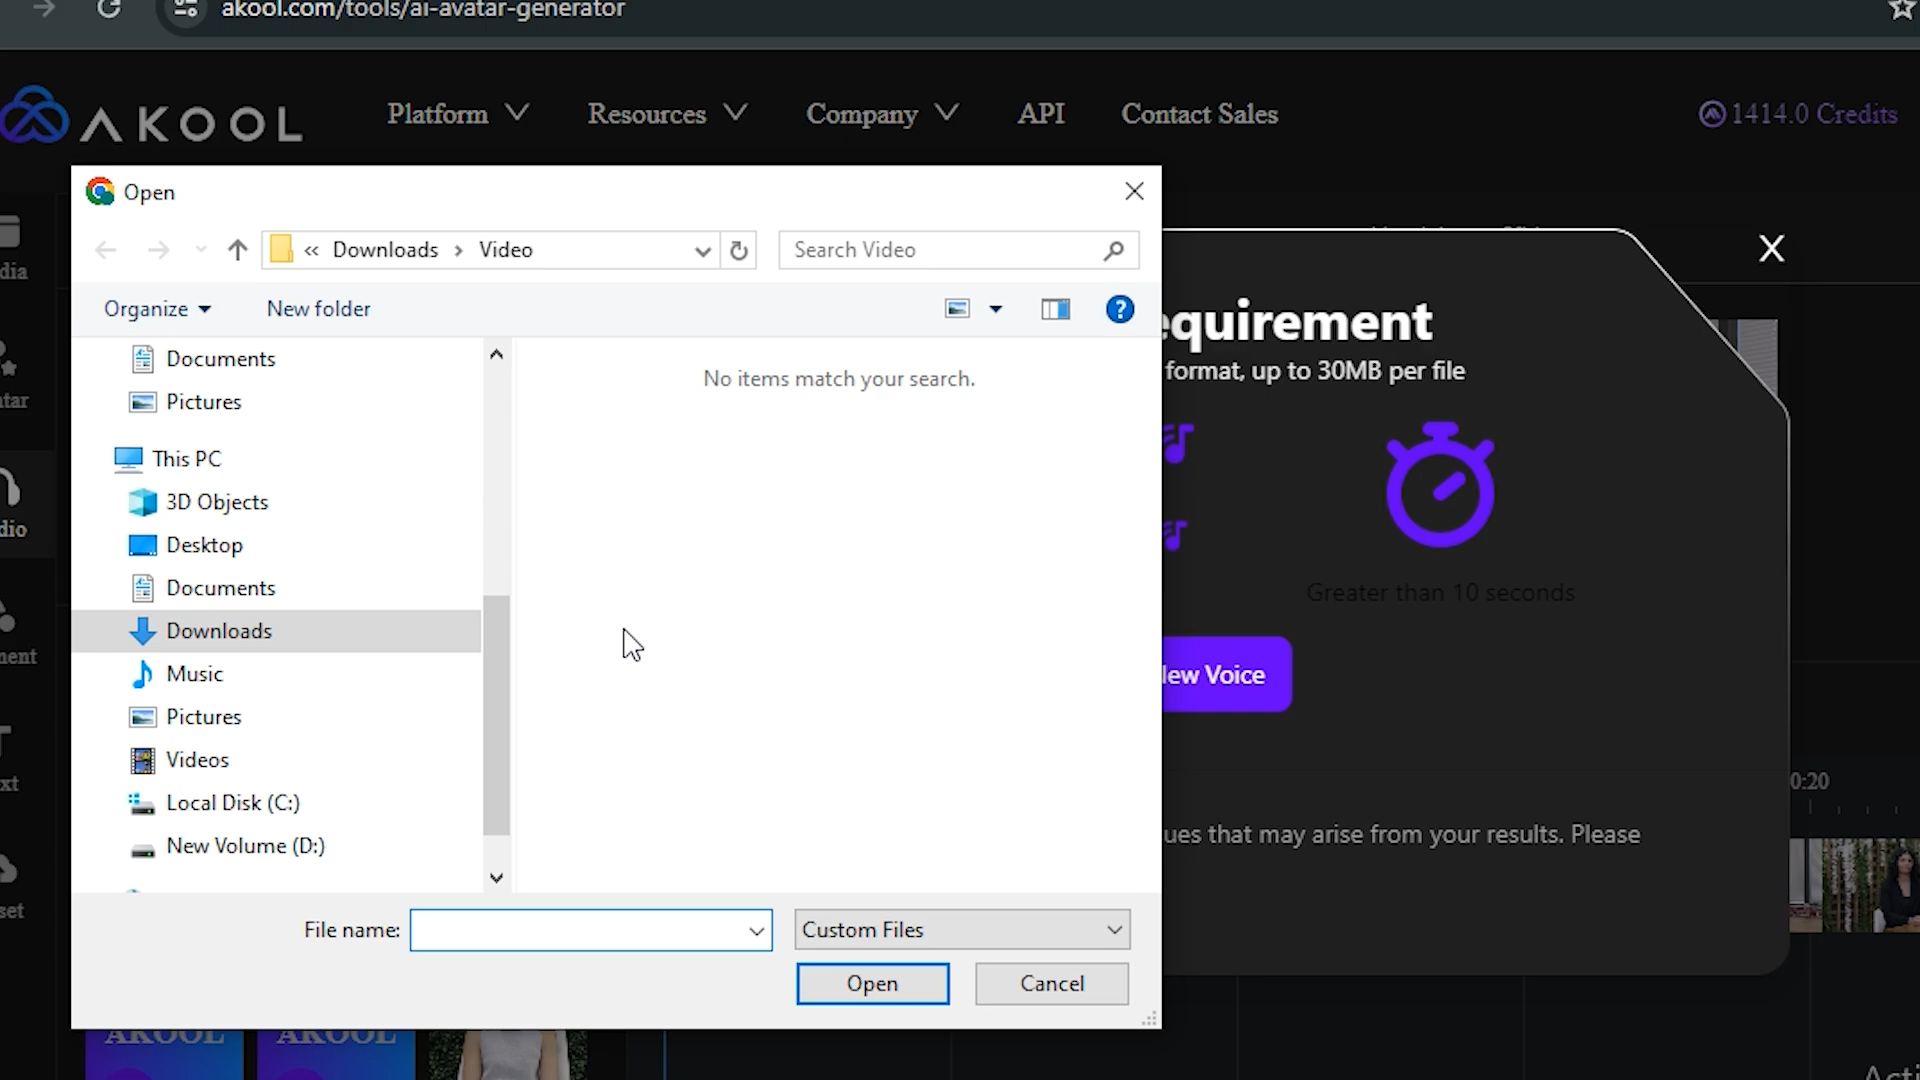 akool.com/tools/ai-avatar-generator
AKOOL
Platform
Resources
Company
API
Contact Sales
1414.0 Credits
Open
« Downloads > Video
Search Video
Organize
New folder
Documents
Pictures
This PC
3D Objects
Desktop
Documents
Downloads
Music
Pictures
Videos
Local Disk (C:)
New Volume (D:)
No items match your search.
File name:
Custom Files
Open
Cancel
X
equirement
format, up to 30MB per file
Greater than 10 seconds
lew Voice
ues that may arise from your results. Please
0:20
dia
tar
dio
nent
xt
set
AKOOL
AKOOL
Acti